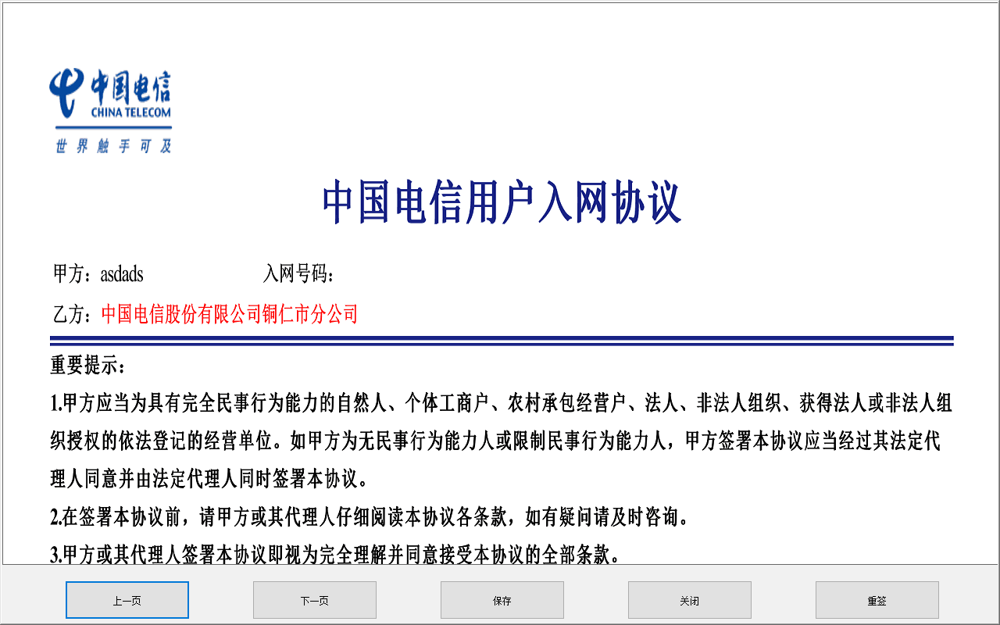 中国电信
CHINA TELECOM
世界触手可及
中国电信用户入网协议
甲方：asdads 入网号码：
乙方：中国电信股份有限公司铜仁市分公司
重要提示：
1.甲方应当为具有完全民事行为能力的自然人、个体工商户、农村承包经营户、法人、非法人组织、获得法人或非法人组
织授权的依法登记的经营单位。如甲方为无民事行为能力人或限制民事行为能力人，甲方签署本协议应当经过其法定代
理人同意并由法定代理人同时签署本协议。
2.在签署本协议前，请甲方或其代理人仔细阅读本协议各条款，如有疑问请及时咨询。
3.甲方或其代理人签署本协议即视为完全理解并同意接受本协议的全部条款。
上一页 下一页 保存 关闭 重签